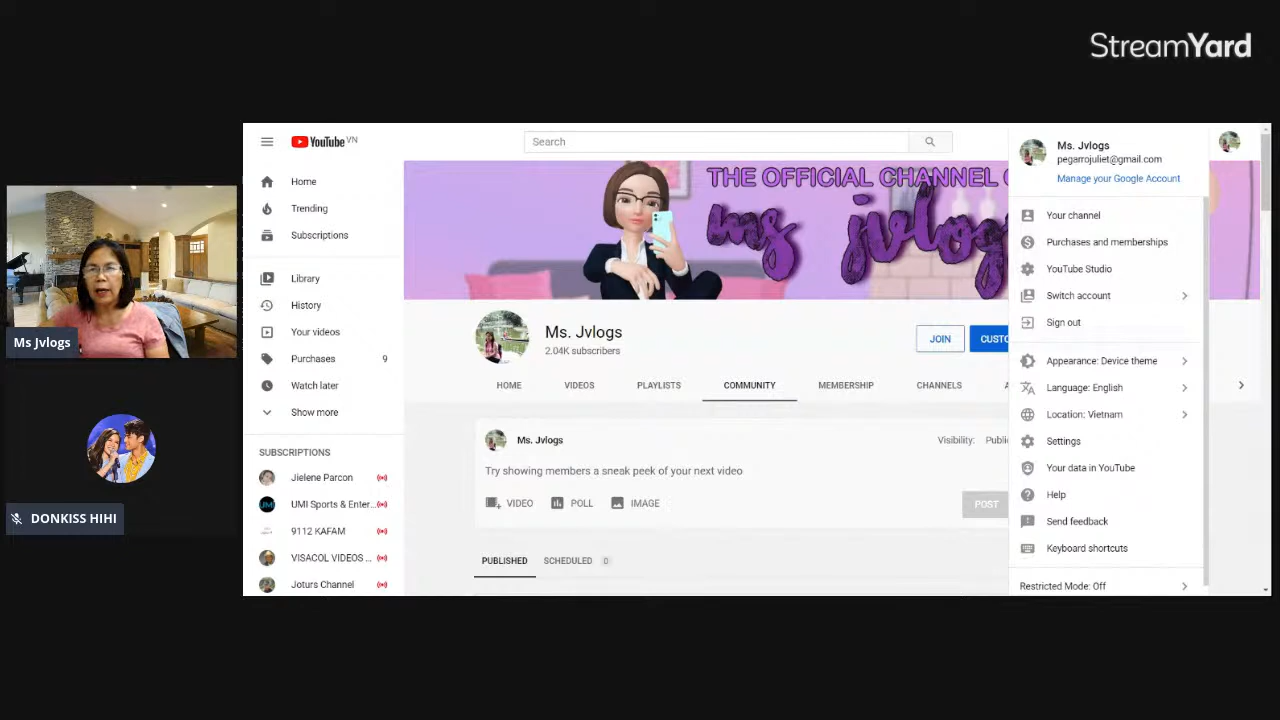 StreamYard
Ms Jvlogs
DONKISS HIHI
YouTube VN
Search
Home
Trending
Subscriptions
Library
History
Your videos
Purchases 9
Watch later
Show more
SUBSCRIPTIONS
Jielene Parcon
UMI Sports & Enter...
9112 KAFAM
VISACOL VIDEOS ...
Joturs Channel
THE OFFICIAL CHANNEL
ms jvlog
Ms. Jvlogs
2.04K subscribers
JOIN
CUSTO
HOME VIDEOS PLAYLISTS COMMUNITY MEMBERSHIP CHANNELS
Ms. Jvlogs
Visibility: Publi
Try showing members a sneak peek of your next video
VIDEO POLL IMAGE
POST
PUBLISHED SCHEDULED 0
Ms. Jvlogs
pegarrojuliet@gmail.com
Manage your Google Account
Your channel
Purchases and memberships
YouTube Studio
Switch account
Sign out
Appearance: Device theme
Language: English
Location: Vietnam
Settings
Your data in YouTube
Help
Send feedback
Keyboard shortcuts
Restricted Mode: Off